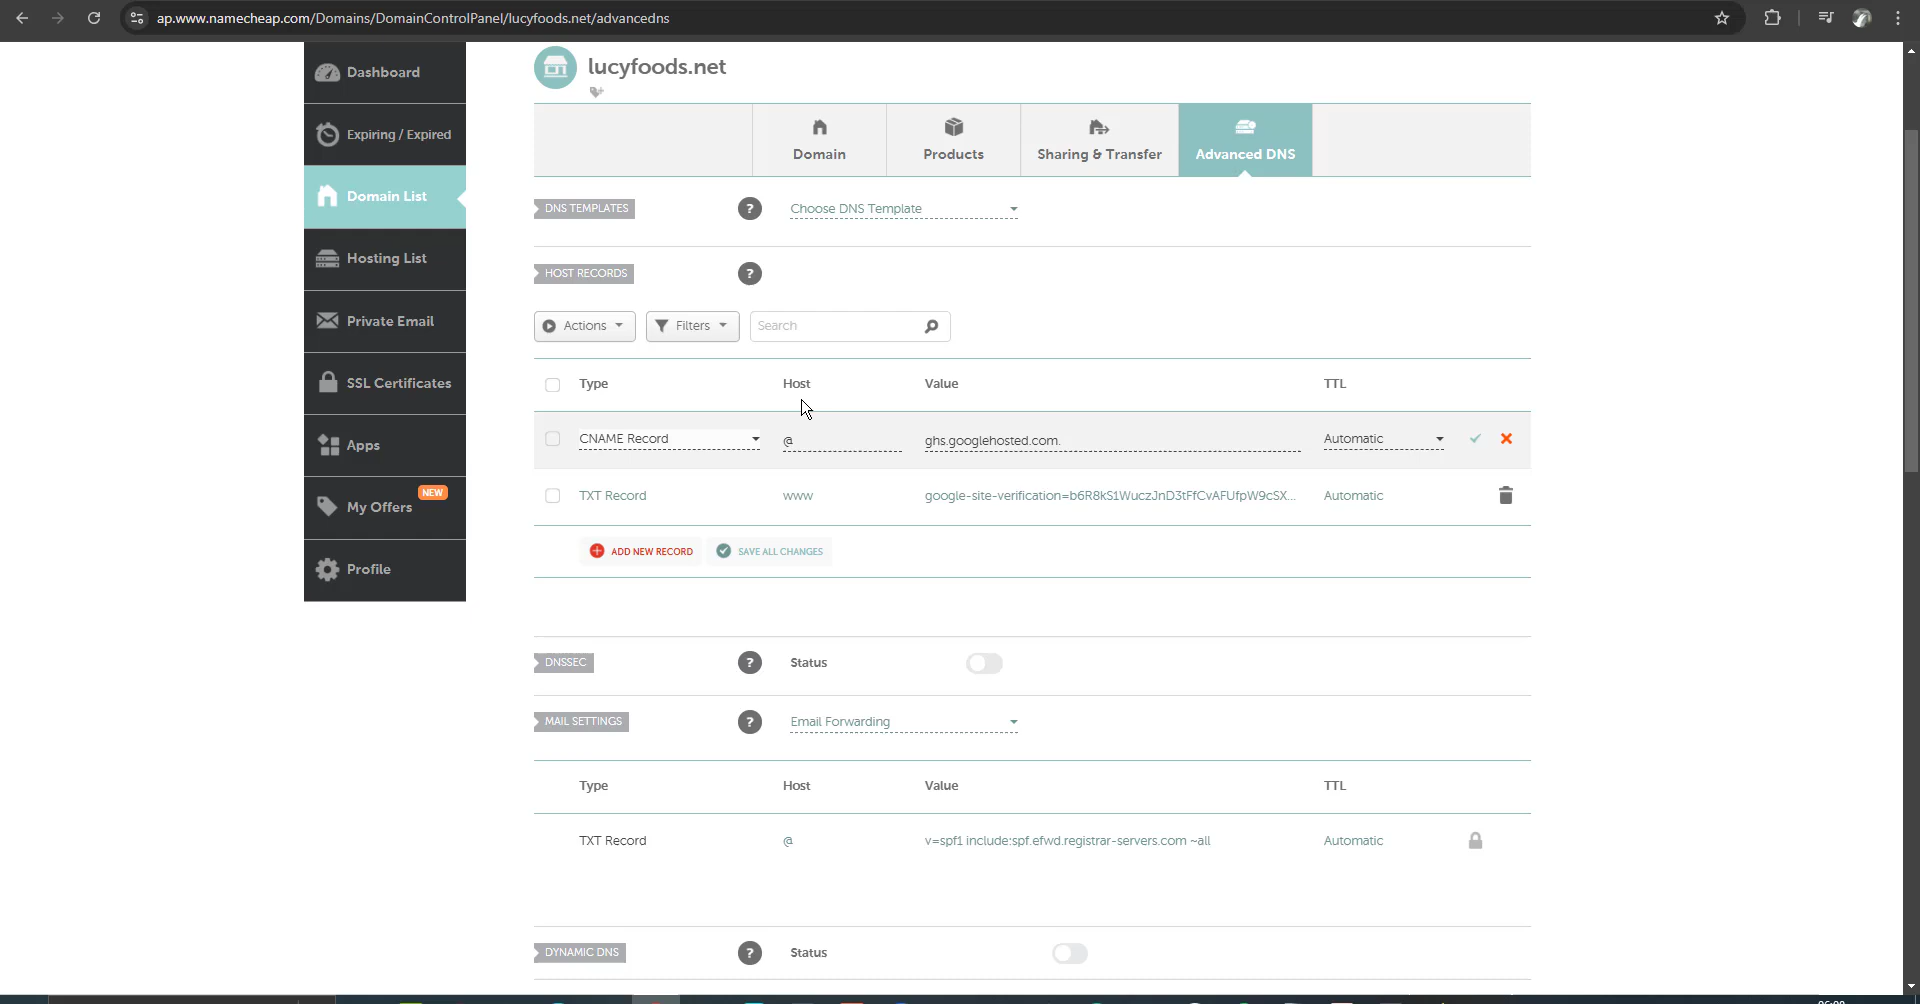 ap.www.namecheap.com/Domains/DomainControlPanel/lucyfoods.net/advancedns
Dashboard
Expiring / Expired
Domain List
Hosting List
Private Email
SSL Certificates
Apps
My Offers
NEW
Profile
lucyfoods.net
Domain
Products
Sharing & Transfer
Advanced DNS
DNS TEMPLATES
?
Choose DNS Template
HOST RECORDS
?
Actions
Filters
Search
Type Host Value TTL
CNAME Record @ ghs.googlehosted.com. Automatic
TXT Record www google-site-verification=b6R8kS1WuczJnD3tFfCvAFUfpW9cSX... Automatic
ADD NEW RECORD
SAVE ALL CHANGES
DNSSEC
?
Status
MAIL SETTINGS
?
Email Forwarding
Type Host Value TTL
TXT Record @ v=spf1 include:spf.efwd.registrar-servers.com ~all Automatic
DYNAMIC DNS
?
Status